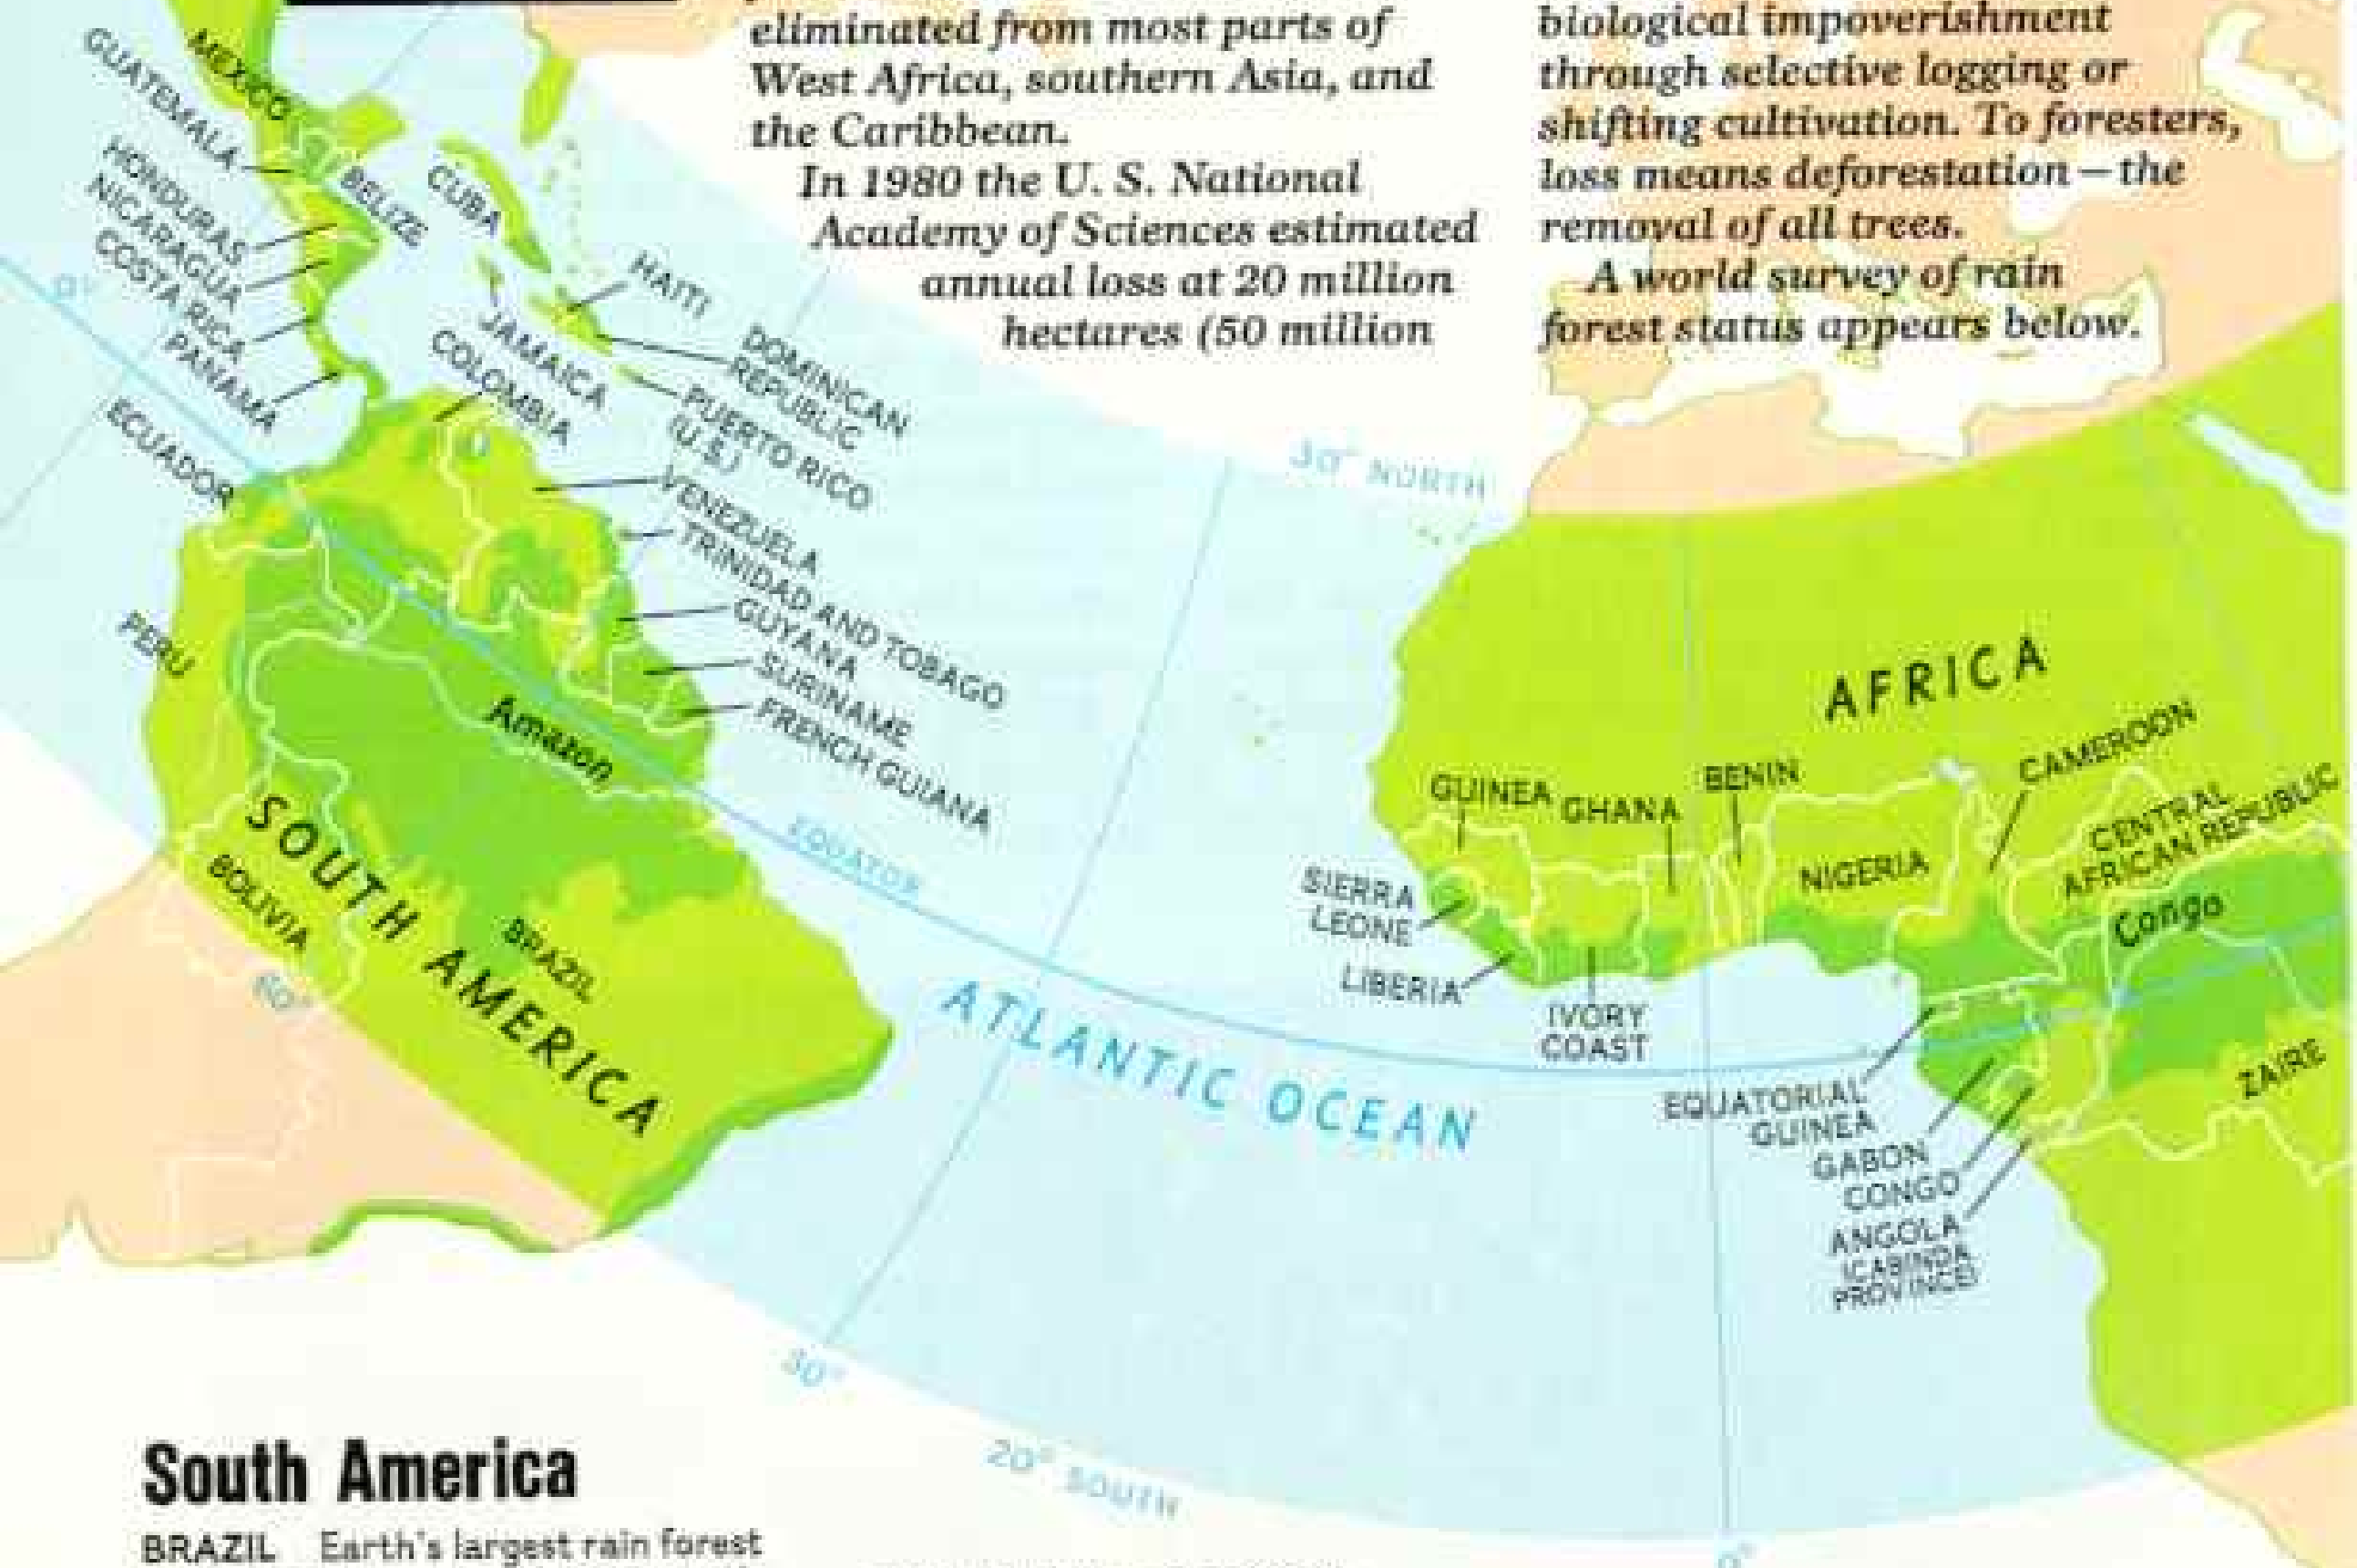 eliminated from most parts of
West Africa, southern Asia, and
the Caribbean.
In 1980 the U. S. National
Academy of Sciences estimated
annual loss at 20 million
hectares (50 million
biological impoverishment
through selective logging or
shifting cultivation. To foresters,
loss means deforestation — the
removal of all trees.
A world survey of rain
forest status appears below.
MEXICO
GUATEMALA
BELIZE
HONDURAS
NICARAGUA
COSTA RICA
PANAMA
CUBA
HAITI
JAMAICA
DOMINICAN
REPUBLIC
PUERTO RICO
(U.S.)
COLOMBIA
ECUADOR
VENEZUELA
TRINIDAD AND TOBAGO
GUYANA
SURINAME
FRENCH GUIANA
PERU
Amazon
SOUTH AMERICA
BOLIVIA
BRAZIL
0°
60°
EQUATOR
30° NORTH
ATLANTIC OCEAN
AFRICA
GUINEA
GHANA
BENIN
NIGERIA
CAMEROON
CENTRAL
AFRICAN REPUBLIC
Congo
SIERRA
LEONE
LIBERIA
IVORY
COAST
EQUATORIAL
GUINEA
GABON
CONGO
ANGOLA
(CABINDA
PROVINCE)
ZAIRE
30°
20° SOUTH
0°
South America
BRAZIL Earth's largest rain forest